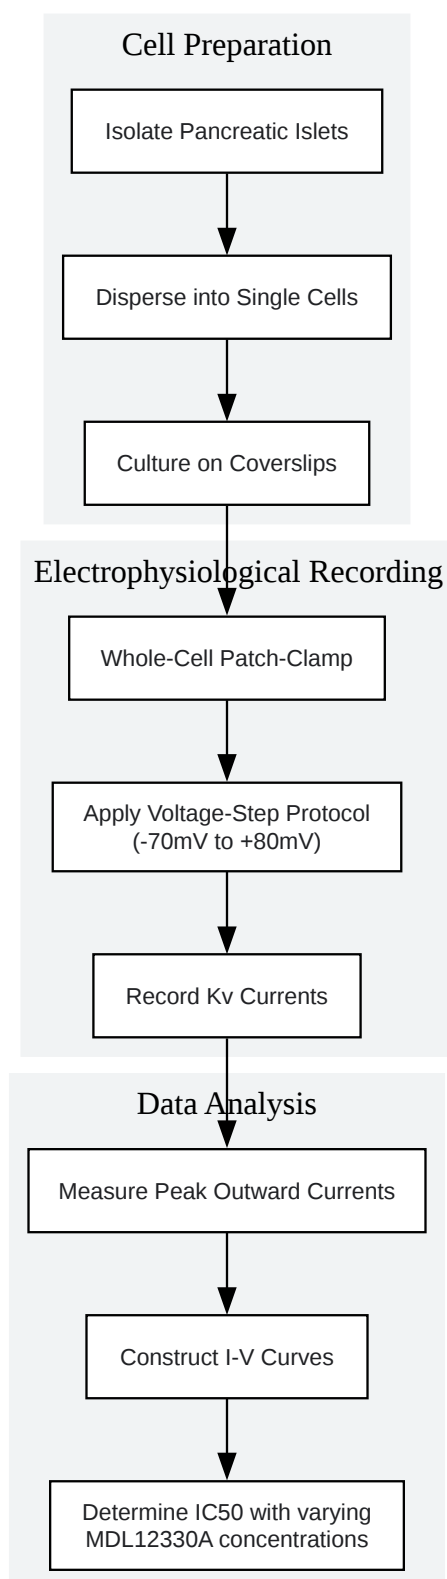 Cell Preparation
Isolate Pancreatic Islets
Disperse into Single Cells
Culture on Coverslips
Electrophysiological Recording
Whole-Cell Patch-Clamp
Apply Voltage-Step Protocol
(-70mV to +80mV)
Record Kv Currents
Data Analysis
Measure Peak Outward Currents
Construct I-V Curves
Determine IC50 with varying
MDL12330A concentrations